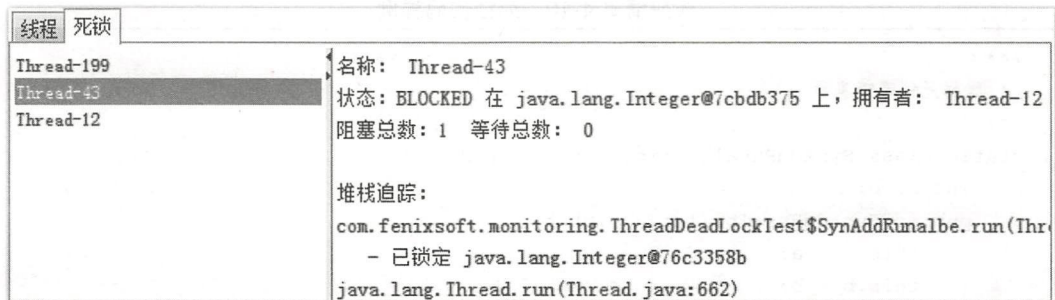 线程 死锁
Thread-199
Thread-43
Thread-12
名称： Thread-43
状态：BLOCKED 在 java.lang.Integer@7cbdb375 上，拥有者： Thread-12
阻塞总数：1 等待总数： 0
堆栈追踪：
com.fenixsoft.monitoring.ThreadDeadLockTest$SynAddRunalbe.run(Thre
- 已锁定 java.lang.Integer@76c3358b
java.lang.Thread.run(Thread.java:662)